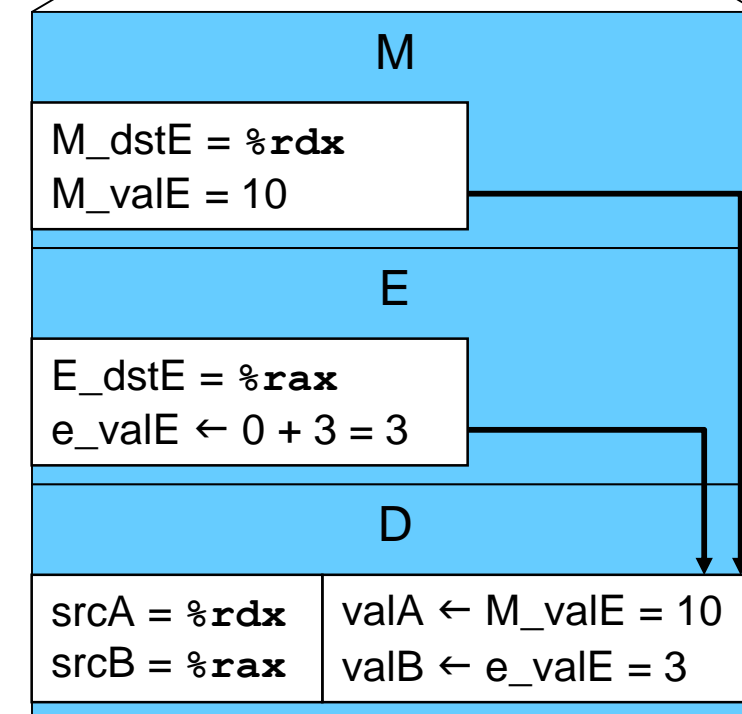 M
M_dstE = %rdx
M_valE = 10
E
E_dstE = %rax
e_valE ← 0 + 3 = 3
D
srcA = %rdx
srcB = %rax
valA ← M_valE = 10
valB ← e_valE = 3